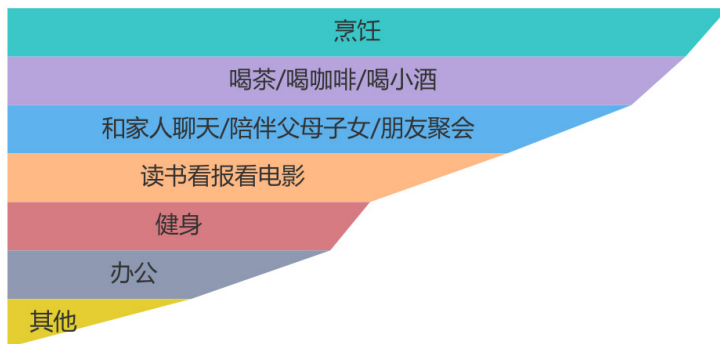 烹饪
喝茶/喝咖啡/喝小酒
和家人聊天/陪伴父母子女/朋友聚会
读书看报看电影
健身
办公
其他